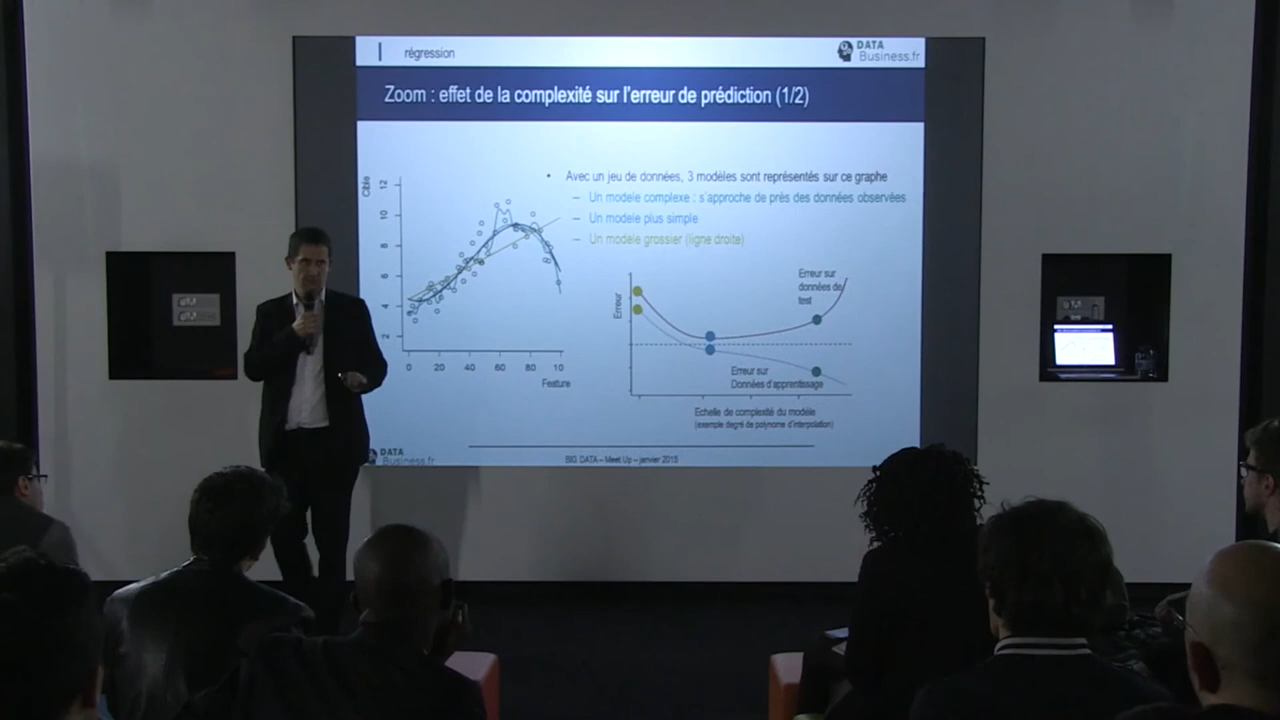 régression
DATA
Business.fr
Zoom : effet de la complexité sur l'erreur de prédiction (1/2)
• Avec un jeu de données, 3 modèles sont représentés sur ce graphe
– Un modele complexe : s'approche de près des données observées
– Un modele plus simple
– Un modele grossier (ligne droite)
Cible
12
10
8
6
4
2
0 20 40 60 80 10
Feature
Erreur
Erreur sur
données de
test
Erreur sur
Données d'apprentissage
Echelle de complexité du modèle
(exemple degré de polynome d'interpolation)
DATA
Business.fr
BIG DATA – Meet Up – janvier 2015